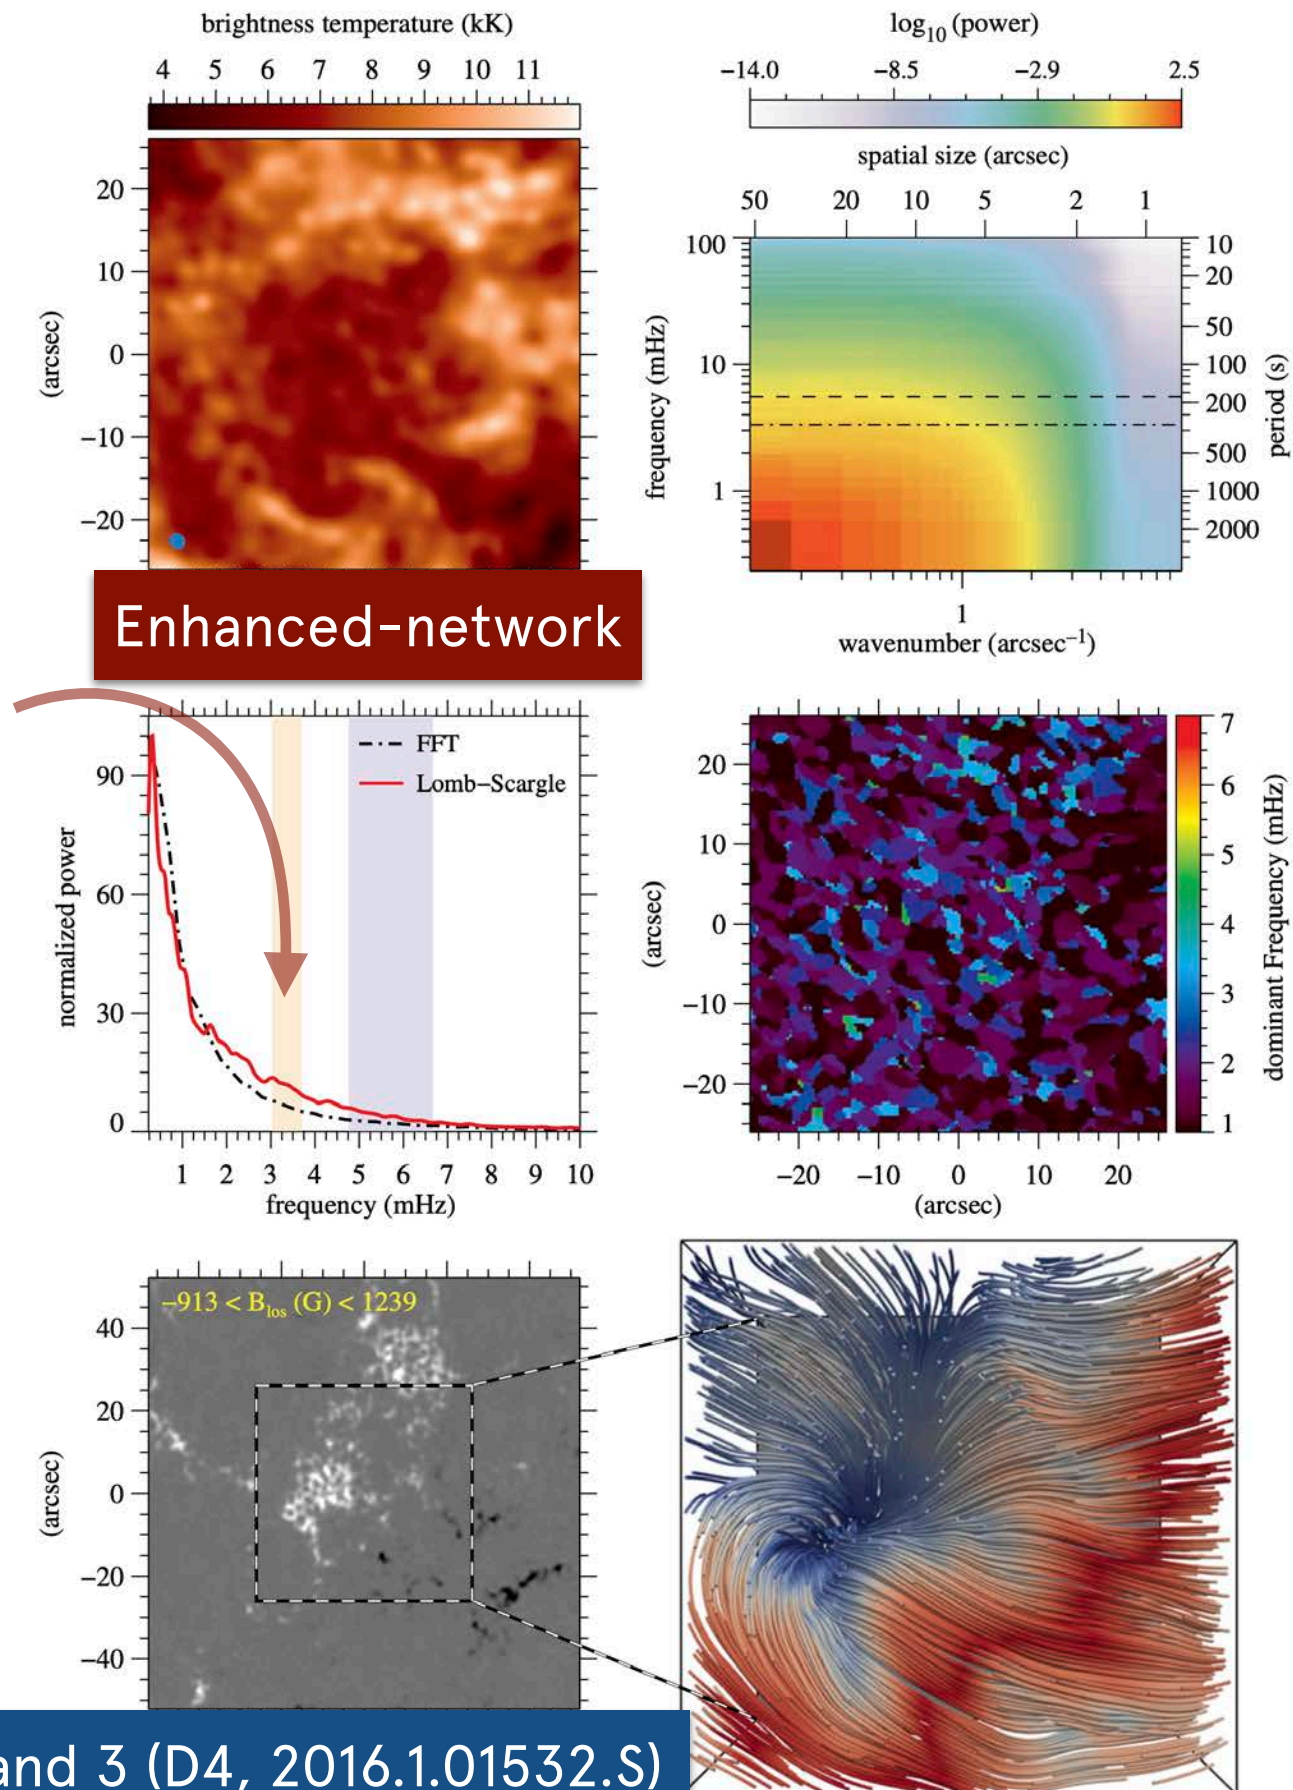 brightness temperature (kK)
4 5 6 7 8 9 10 11
20
10
0
−10
−20
(arcsec)
log10 (power)
−14.0 −8.5 −2.9 2.5
spatial size (arcsec)
50 20 10 5 2 1
100
10
1
frequency (mHz)
10
20
50
100
200
500
1000
2000
period (s)
1
wavenumber (arcsec−1)
Enhanced-network
FFT
Lomb−Scargle
90
60
30
0
normalized power
1 2 3 4 5 6 7 8 9 10
frequency (mHz)
20
10
0
−10
−20
(arcsec)
−20 −10 0 10 20
(arcsec)
7
6
5
4
3
2
1
dominant Frequency (mHz)
−913 < Blos (G) < 1239
40
20
0
−20
−40
(arcsec)
and 3 (D4, 2016.1.01532.S)